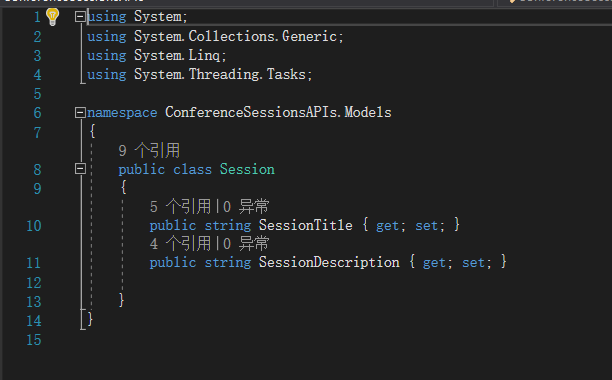 1 using System;
2 using System.Collections.Generic;
3 using System.Linq;
4 using System.Threading.Tasks;
5
6 namespace ConferenceSessionsAPIs.Models
7 {
9 个引用
8 public class Session
9 {
5 个引用|0 异常
10 public string SessionTitle { get; set; }
4 个引用|0 异常
11 public string SessionDescription { get; set; }
12
13 }
14 }
15